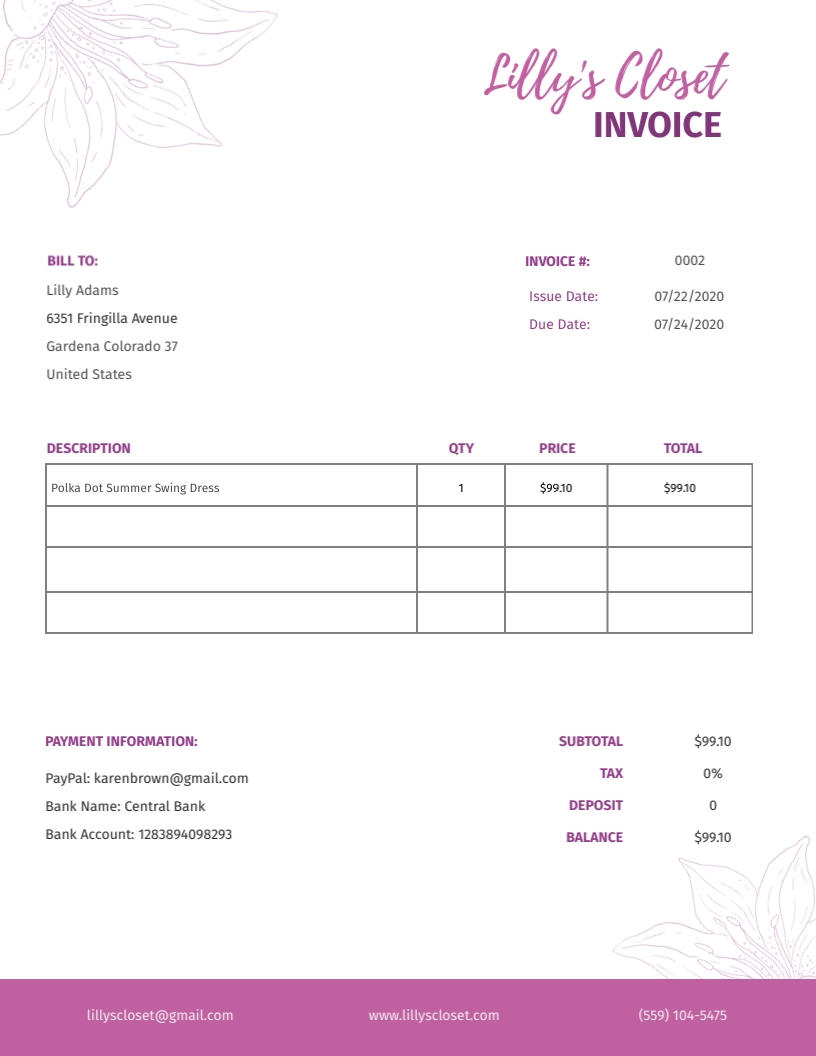 Lilly's Closet
INVOICE
BILL TO:
Lilly Adams
6351 Fringilla Avenue
Gardena Colorado 37
United States
INVOICE #: 0002
Issue Date: 07/22/2020
Due Date: 07/24/2020
DESCRIPTION QTY PRICE TOTAL
Polka Dot Summer Swing Dress 1 $99.10 $99.10
PAYMENT INFORMATION:
PayPal: karenbrown@gmail.com
Bank Name: Central Bank
Bank Account: 1283894098293
SUBTOTAL $99.10
TAX 0%
DEPOSIT 0
BALANCE $99.10
lillyscloset@gmail.com www.lillyscloset.com (559) 104-5475